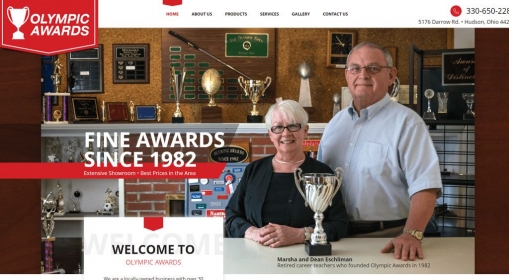 OLYMPIC
AWARDS
HOME ABOUT US PRODUCTS SERVICES GALLERY CONTACT US
330-650-228
5176 Darrow Rd. • Hudson, Ohio 442
FINE AWARDS
SINCE 1982
Extensive Showroom • Best Prices in the Area
WELCOME TO
OLYMPIC AWARDS
We are a locally owned business with over 30
Marsha and Dean Eschliman
Retired career teachers who founded Olympic Awards in 1982